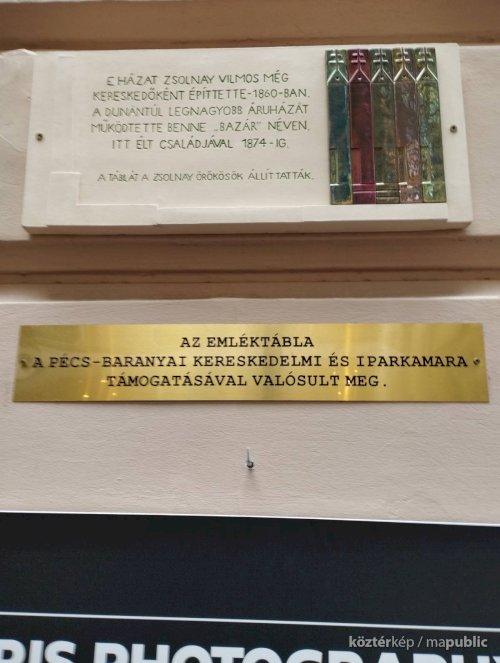 E HÁZAT ZSOLNAY VILMOS MÉG
KERESKEDŐKÉNT ÉPÍTTETTE-1860-BAN.
A DUNÁNTÚL LEGNAGYOBB ÁRUHÁZÁT
MŰKÖDTETTE BENNE „BAZÁR” NÉVEN.
ITT ÉLT CSALÁDJÁVAL 1874-IG.
A TÁBLÁT A ZSOLNAY ÖRÖKÖSÖK ÁLLÍTTATTÁK.
AZ EMLÉKTÁBLA
A PÉCS-BARANYAI KERESKEDELMI ÉS IPARKAMARA
TÁMOGATÁSÁVAL VALÓSULT MEG.
köztérkép / mapublic